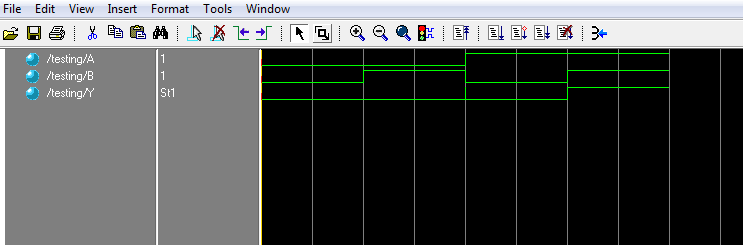 File Edit View Insert Format Tools Window
/testing/A 1
/testing/B 1
/testing/Y St1